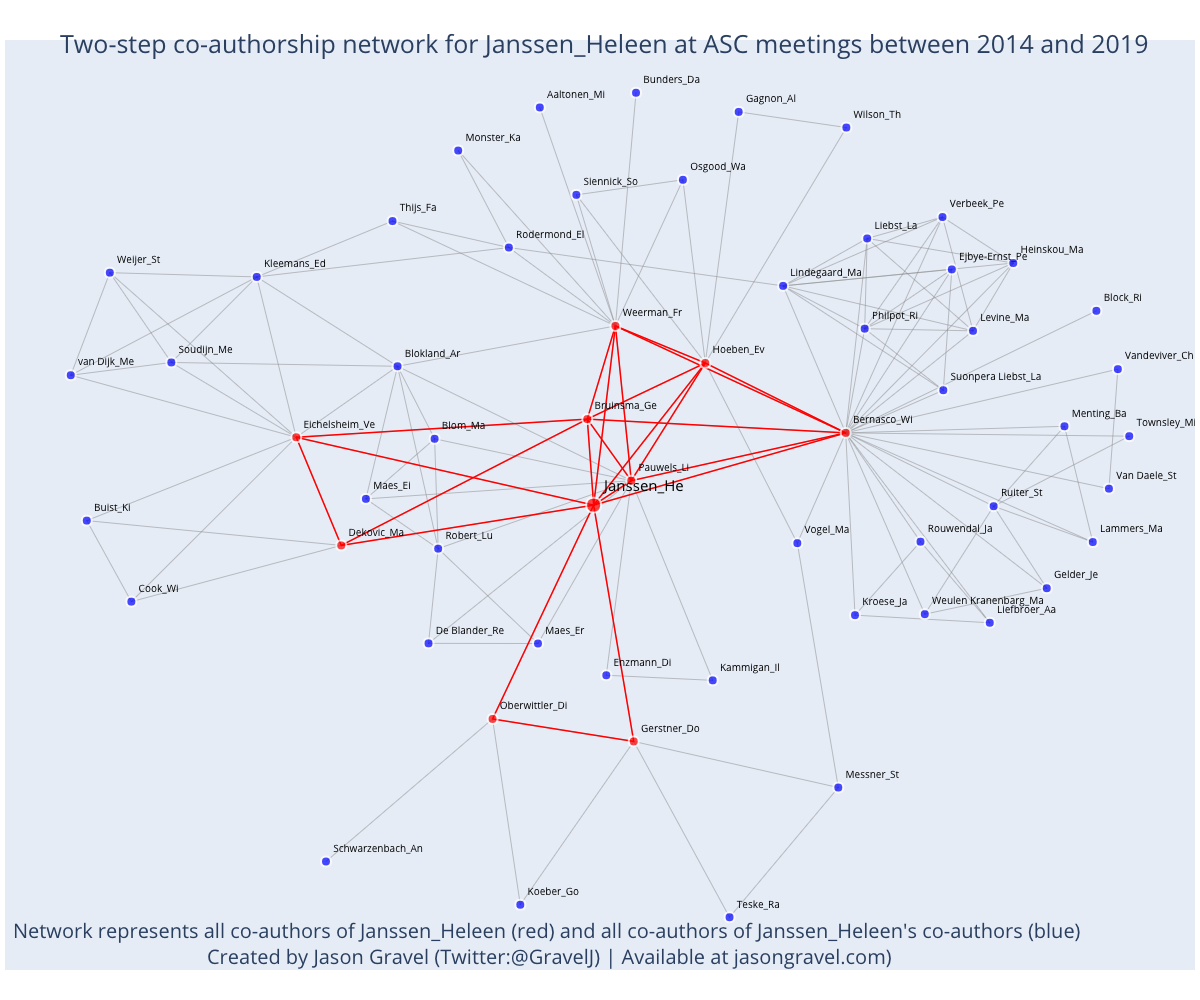 Two-step co-authorship network for Janssen_Heleen at ASC meetings between 2014 and 2019
Bunders_Da
Aaltonen_Mi
Gagnon_Al
Wilson_Th
Monster_Ka
Osgood_Wa
Siennick_So
Verbeek_Pe
Thijs_Fa
Liebst_La
Rodermond_El
Heinskou_Ma
Ejbye-Ernst_Pe
Weijer_St
Kleemans_Ed
Lindegaard_Ma
Block_Ri
Weerman_Fr
Philpot_Ri
Levine_Ma
Hoeben_Ev
Vandeviver_Ch
van Dijk_Me
Soudijn_Me
Blokland_Ar
Suonpera Liebst_La
Bruinsma_Ge
Menting_Ba
Bernasco_Wi
Townsley_Mi
Eichelsheim_Ve
Blom_Ma
Pauwels_Li
Van Daele_St
Janssen_He
Maes_Ei
Ruiter_St
Buist_Ki
Dekovic_Ma
Robert_Lu
Vogel_Ma
Rouwendal_Ja
Lammers_Ma
Gelder_Je
Cook_Wi
Kroese_Ja
Weulen Kranenbarg_Ma
Liefbroer_Aa
De Blander_Re
Maes_Er
Enzmann_Di
Kammigan_Il
Oberwittler_Di
Gerstner_Do
Messner_St
Schwarzenbach_An
Koeber_Go
Teske_Ra
Network represents all co-authors of Janssen_Heleen (red) and all co-authors of Janssen_Heleen's co-authors (blue)
Created by Jason Gravel (Twitter:@GravelJ) | Available at jasongravel.com)